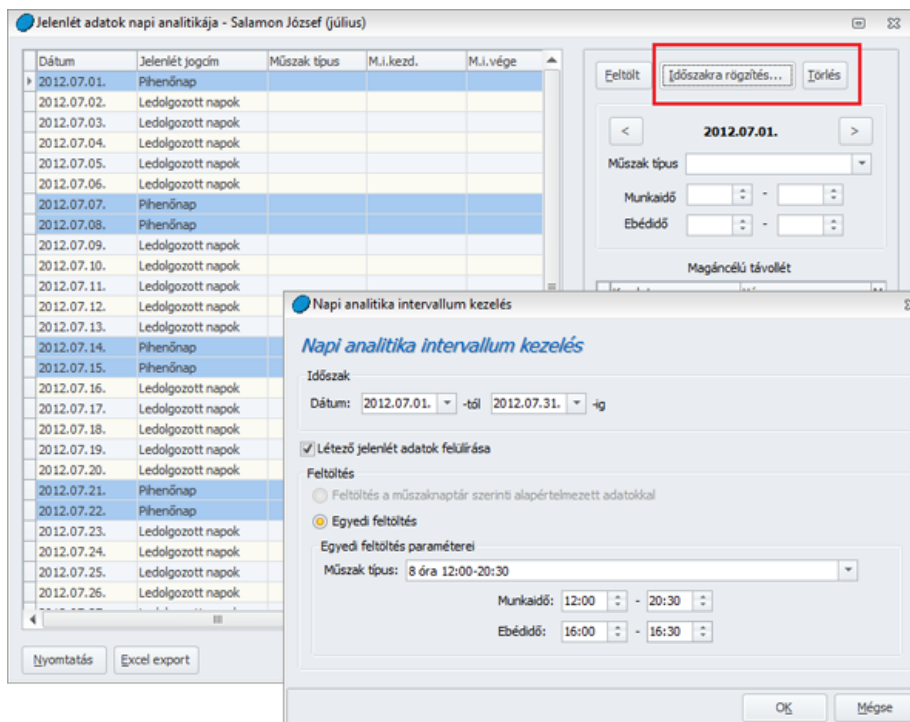 Jelenlét adatok napi analitikája - Salamon József (július)
Dátum Jelenlét jogcím Műszak típus M.i.kezd. M.i.vége
2012.07.01. Pihenőnap
2012.07.02. Ledolgozott napok
2012.07.03. Ledolgozott napok
2012.07.04. Ledolgozott napok
2012.07.05. Ledolgozott napok
2012.07.06. Ledolgozott napok
2012.07.07. Pihenőnap
2012.07.08. Pihenőnap
2012.07.09. Ledolgozott napok
2012.07.10. Ledolgozott napok
2012.07.11. Ledolgozott napok
2012.07.12. Ledolgozott napok
2012.07.13. Ledolgozott napok
2012.07.14. Pihenőnap
2012.07.15. Pihenőnap
2012.07.16. Ledolgozott napok
2012.07.17. Ledolgozott napok
2012.07.18. Ledolgozott napok
2012.07.19. Ledolgozott napok
2012.07.20. Ledolgozott napok
2012.07.21. Pihenőnap
2012.07.22. Pihenőnap
2012.07.23. Ledolgozott napok
2012.07.24. Ledolgozott napok
2012.07.25. Ledolgozott napok
2012.07.26. Ledolgozott napok
Nyomtatás Excel export
Feltölt Időszakra rögzítés... Törlés
< 2012.07.01. >
Műszak típus
Munkaidő -
Ebédidő -
Magáncélú távollét
Napi analitika intervallum kezelés
Napi analitika intervallum kezelés
Időszak
Dátum: 2012.07.01. -tól 2012.07.31. -ig
Létező jelenlét adatok felülírása
Feltöltés
Feltöltés a műszaknaptár szerinti alapértelmezett adatokkal
Egyedi feltöltés
Egyedi feltöltés paraméterei
Műszak típus: 8 óra 12:00-20:30
Munkaidő: 12:00 - 20:30
Ebédidő: 16:00 - 16:30
OK Mégse